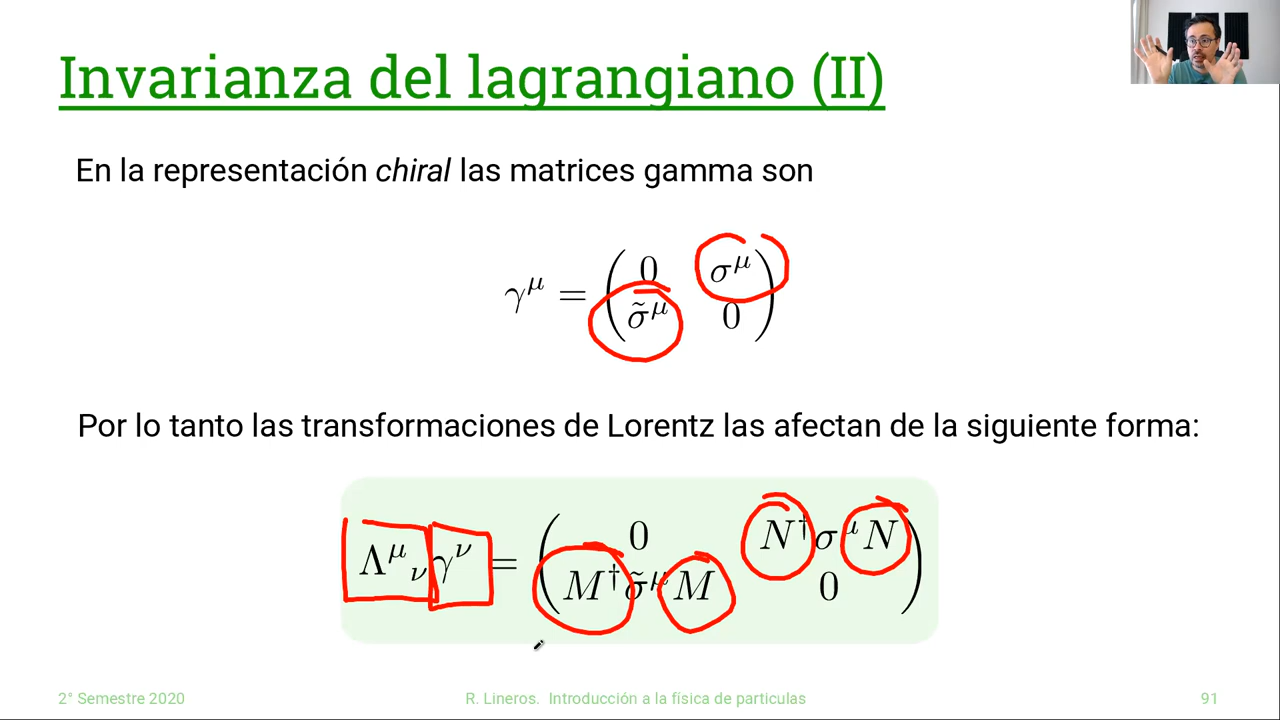 Invarianza del lagrangiano (II)
En la representación chiral las matrices gamma son
γ^μ = ( 0 σ^μ
σ̃^μ 0 )
Por lo tanto las transformaciones de Lorentz las afectan de la siguiente forma:
Λ^μ_ν γ^ν = ( 0 N^†σ^μN
M^†σ̃^μM 0 )
2° Semestre 2020 R. Lineros. Introducción a la física de particulas 91